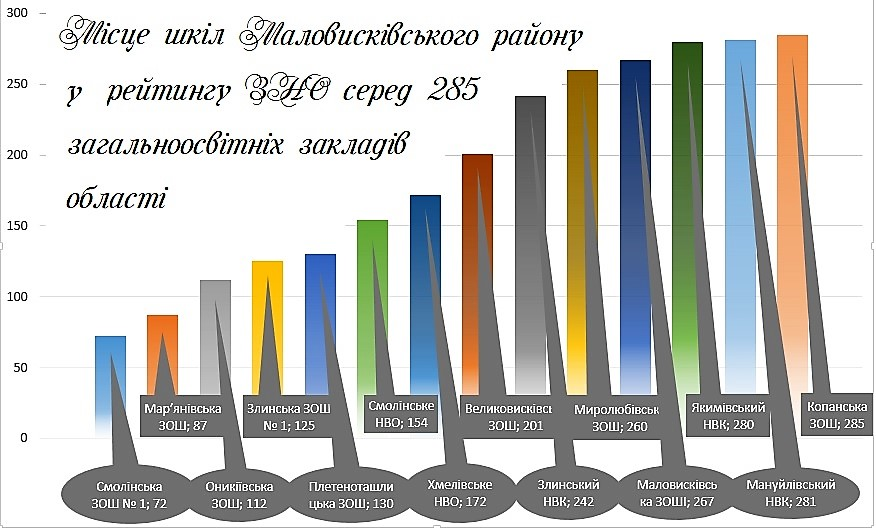 Місце шкіл Маловисківського району
у рейтингу ЗНО серед 285
загальноосвітніх закладів
області
300
250
200
150
100
50
0
Мар'янівська
ЗОШ; 87
Злинська ЗОШ
№ 1; 125
Смолінське
НВО; 154
Великовисківсь
ЗОШ; 201
Миролюбівськ
ЗОШ; 260
Якимівський
НВК; 280
Копанська
ЗОШ; 285
Смолінська
ЗОШ № 1; 72
Оникіївська
ЗОШ; 112
Плетеноташли
цька ЗОШ; 130
Хмелівське
НВО; 172
Злинський
НВК; 242
Маловисківсь
ка ЗОШІ; 267
Мануйлівський
НВК; 281